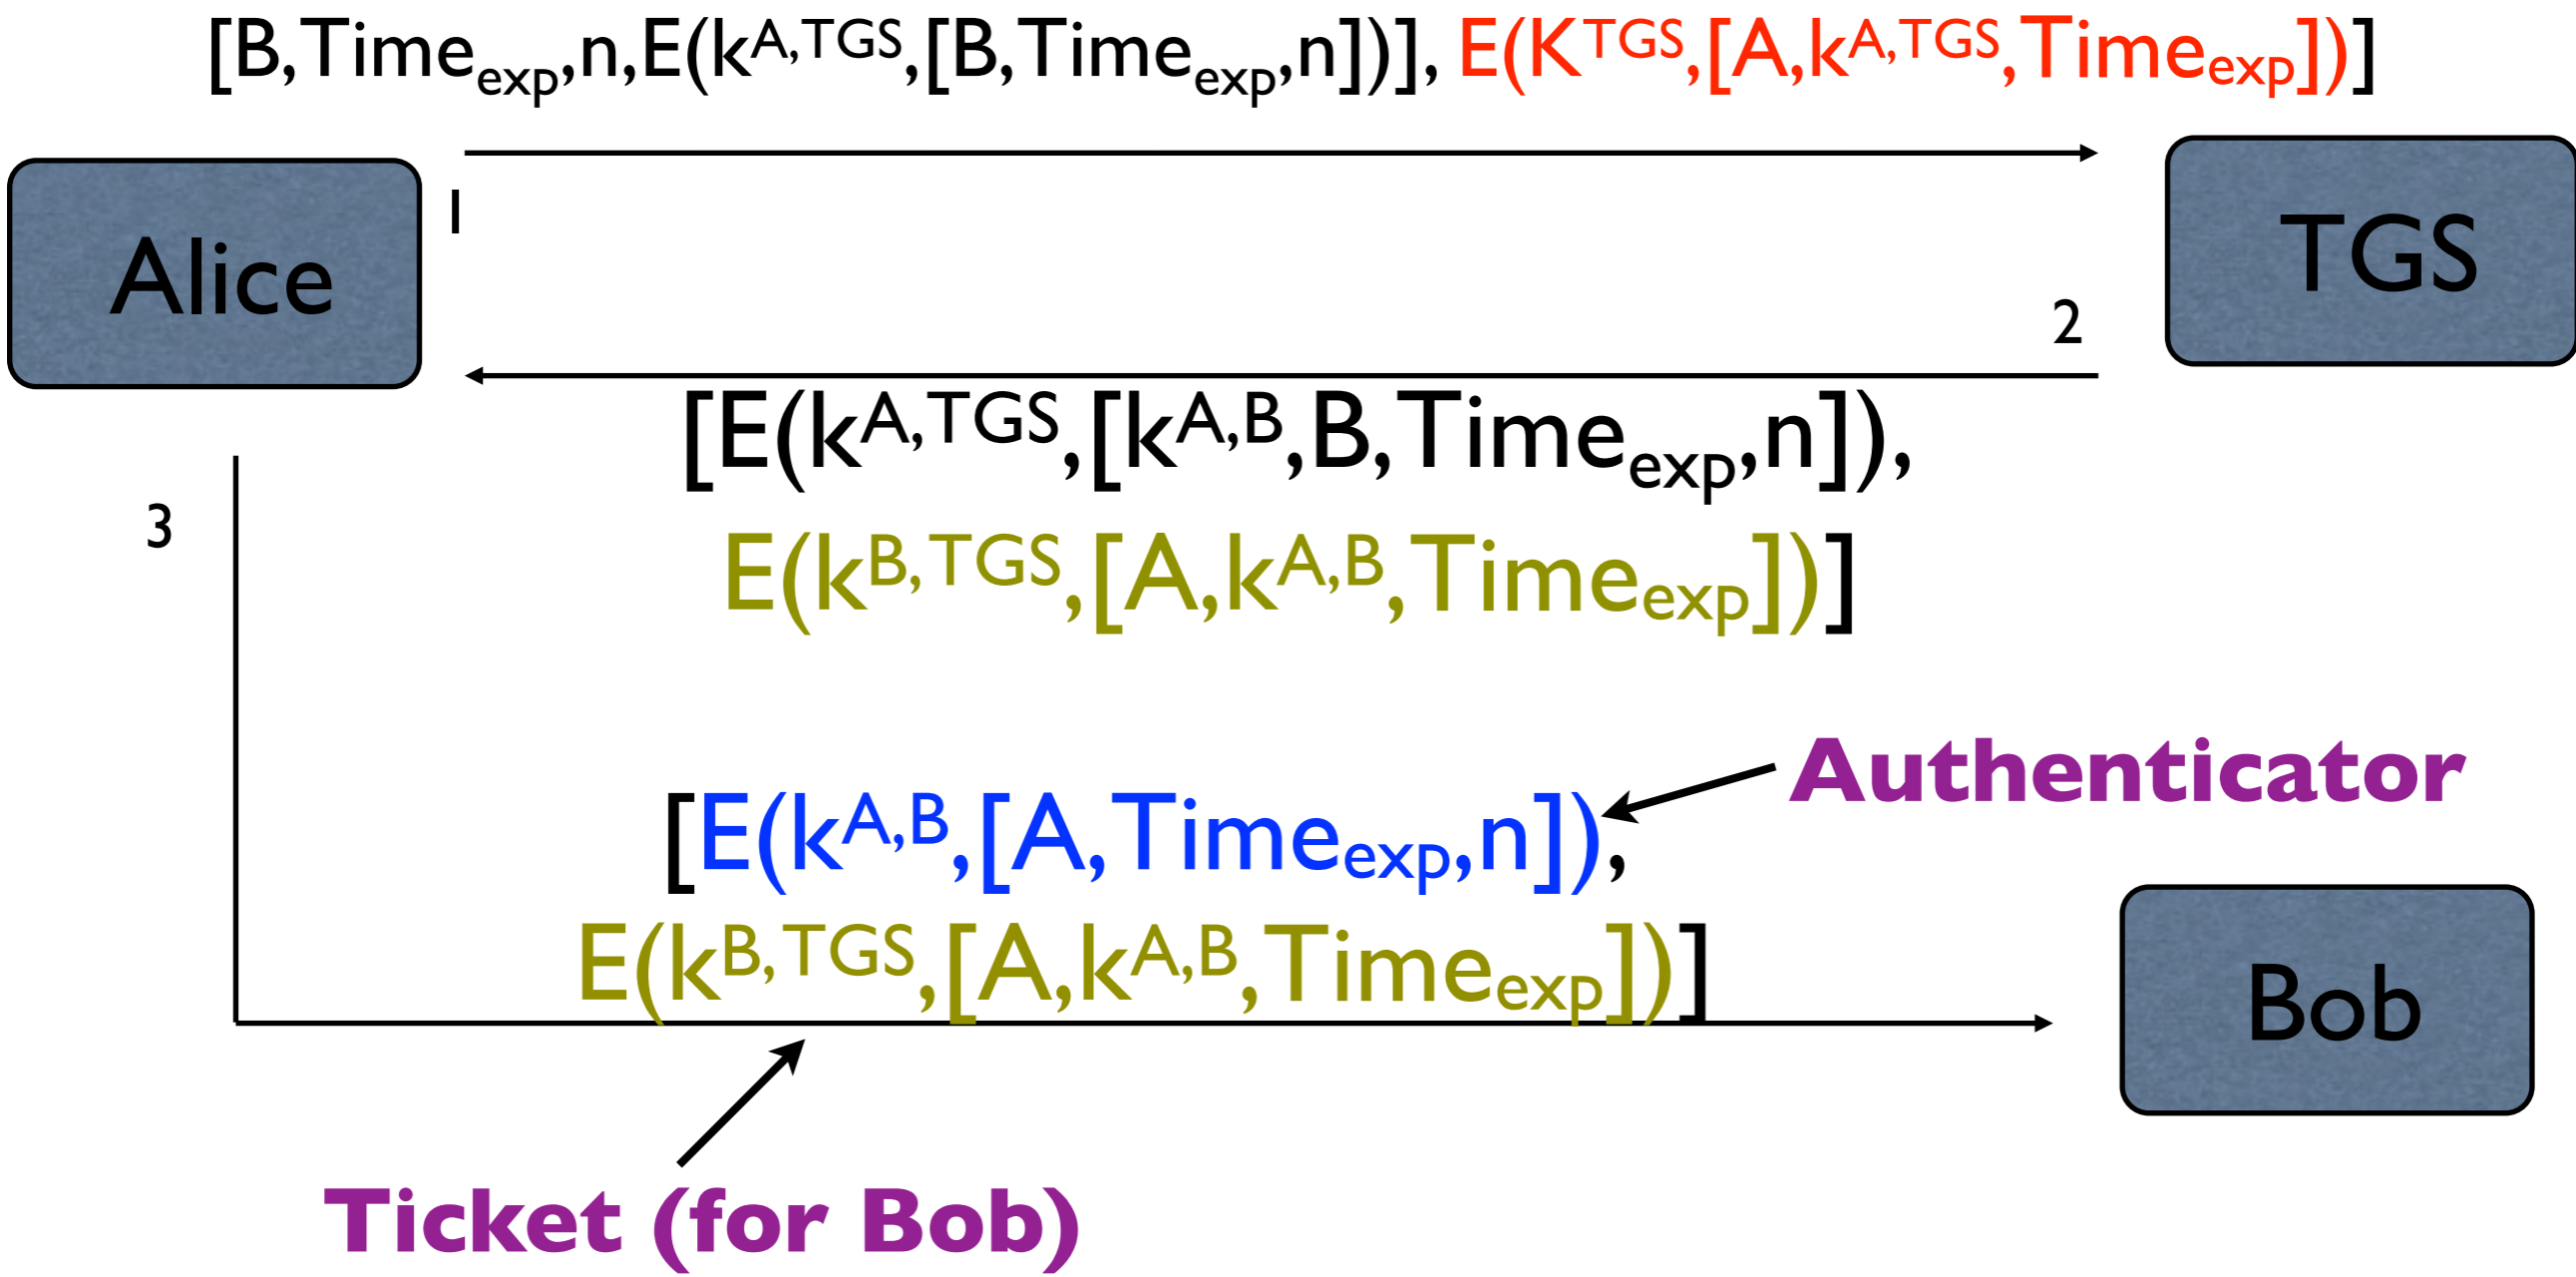 [B,Time_exp,n,E(k^A,TGS,[B,Time_exp,n])], E(K^TGS,[A,k^A,TGS,Time_exp])]
Alice
1
TGS
2
[E(k^A,TGS,[k^A,B,B,Time_exp,n]),
3
E(k^B,TGS,[A,k^A,B,Time_exp])]
Authenticator
[E(k^A,B,[A,Time_exp,n]),
E(k^B,TGS,[A,k^A,B,Time_exp])]
Bob
Ticket (for Bob)